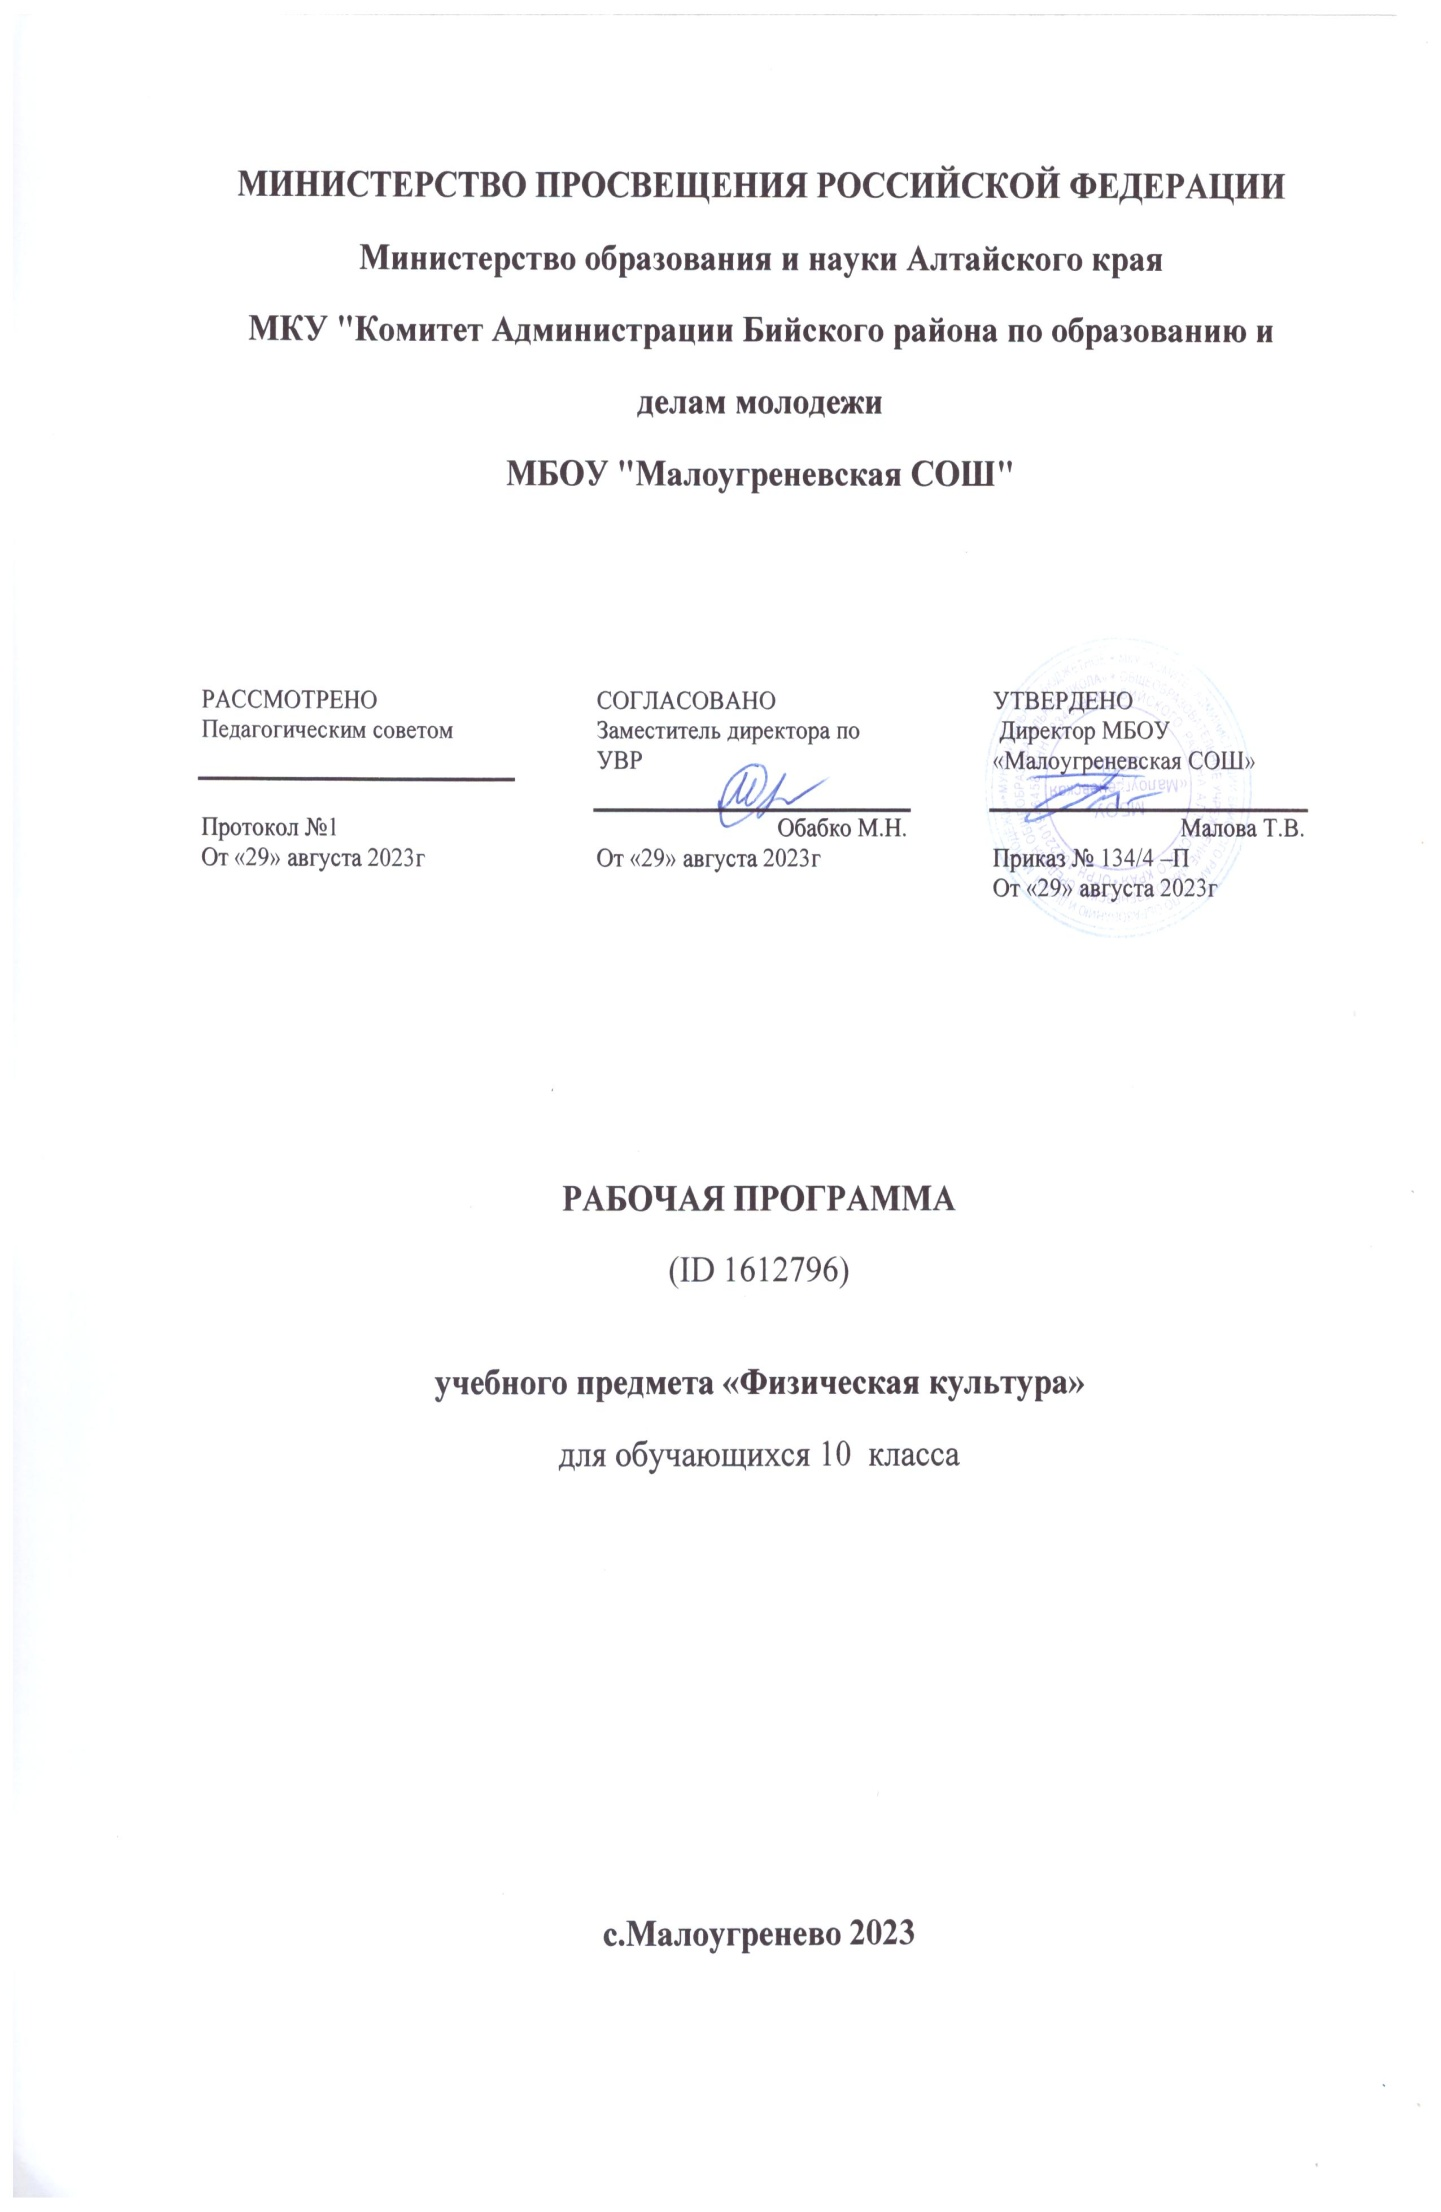 МИНИСТЕРСТВО ПРОСВЕЩЕНИЯ РОССИЙСКОЙ ФЕДЕРАЦИИ
Министерство образования и науки Алтайского края
МКУ "Комитет Администрации Бийского района по образованию и
делам молодежи
МБОУ "Малоугреневская СОШ"
РАССМОТРЕНО
Педагогическим советом
Протокол №1
От «29» августа 2023г
СОГЛАСОВАНО
Заместитель директора по
УВР
Обабко М.Н.
От «29» августа 2023г
УТВЕРДЕНО
Директор МБОУ
«Малоугреневская СОШ»
Малова Т.В.
Приказ № 134/4 –П
От «29» августа 2023г
РАБОЧАЯ ПРОГРАММА
(ID 1612796)
учебного предмета «Физическая культура»
для обучающихся 10  класса
с.Малоугренево 2023